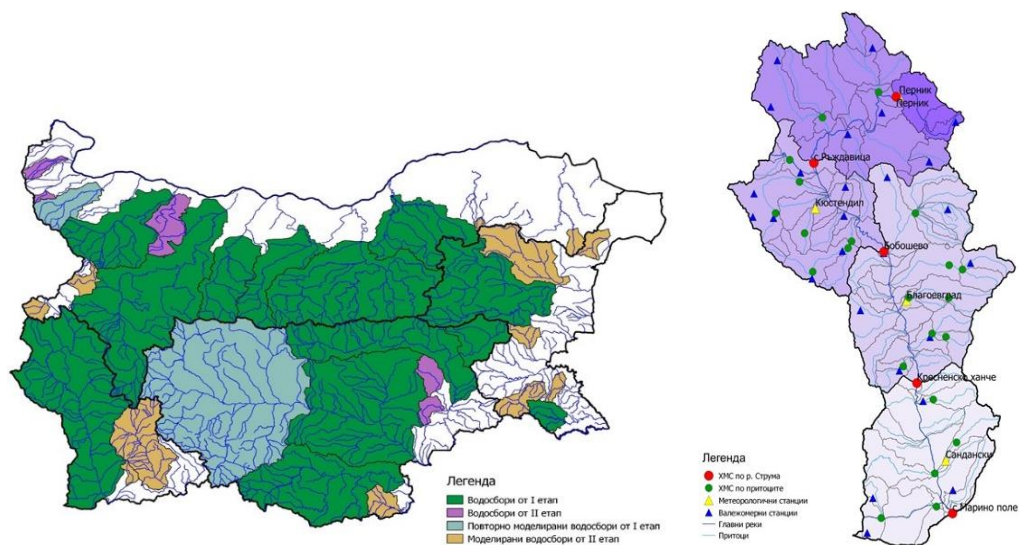 Легенда
Водосбори от I етап
Водосбори от II етап
Повторно моделирани водосбори от I етап
Моделирани водосбори от II етап
Перник
Перник
с.Ръждавица
Кюстендил
Бобошево
Благоевград
Кресненско ханче
Сандански
с.Марино поле
Легенда
ХМС по р. Струма
ХМС по притоците
Метеорологични станции
Валежомерни станции
Главни реки
Притоци